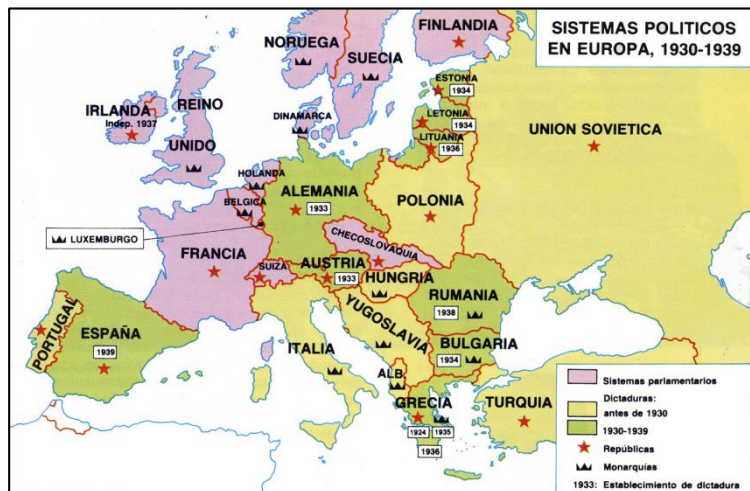 SISTEMAS POLITICOS
EN EUROPA, 1930-1939
FINLANDIA
NORUEGA
SUECIA
ESTONIA
1934
LETONIA
1934
LITUANIA
1936
IRLANDA
Indep. 1937
REINO
UNIDO
DINAMARCA
UNION SOVIETICA
HOLANDA
BELGICA
LUXEMBURGO
ALEMANIA
1933
POLONIA
CHECOSLOVAQUIA
FRANCIA
SUIZA
AUSTRIA
1933
HUNGRIA
RUMANIA
1938
YUGOSLAVIA
BULGARIA
1934
PORTUGAL
ESPAÑA
1939
ITALIA
ALB.
GRECIA
1924
1935
1936
TURQUIA
Sistemas parlamentarios
Dictaduras:
antes de 1930
1930-1939
Repúblicas
Monarquías
1933: Establecimiento de dictadura